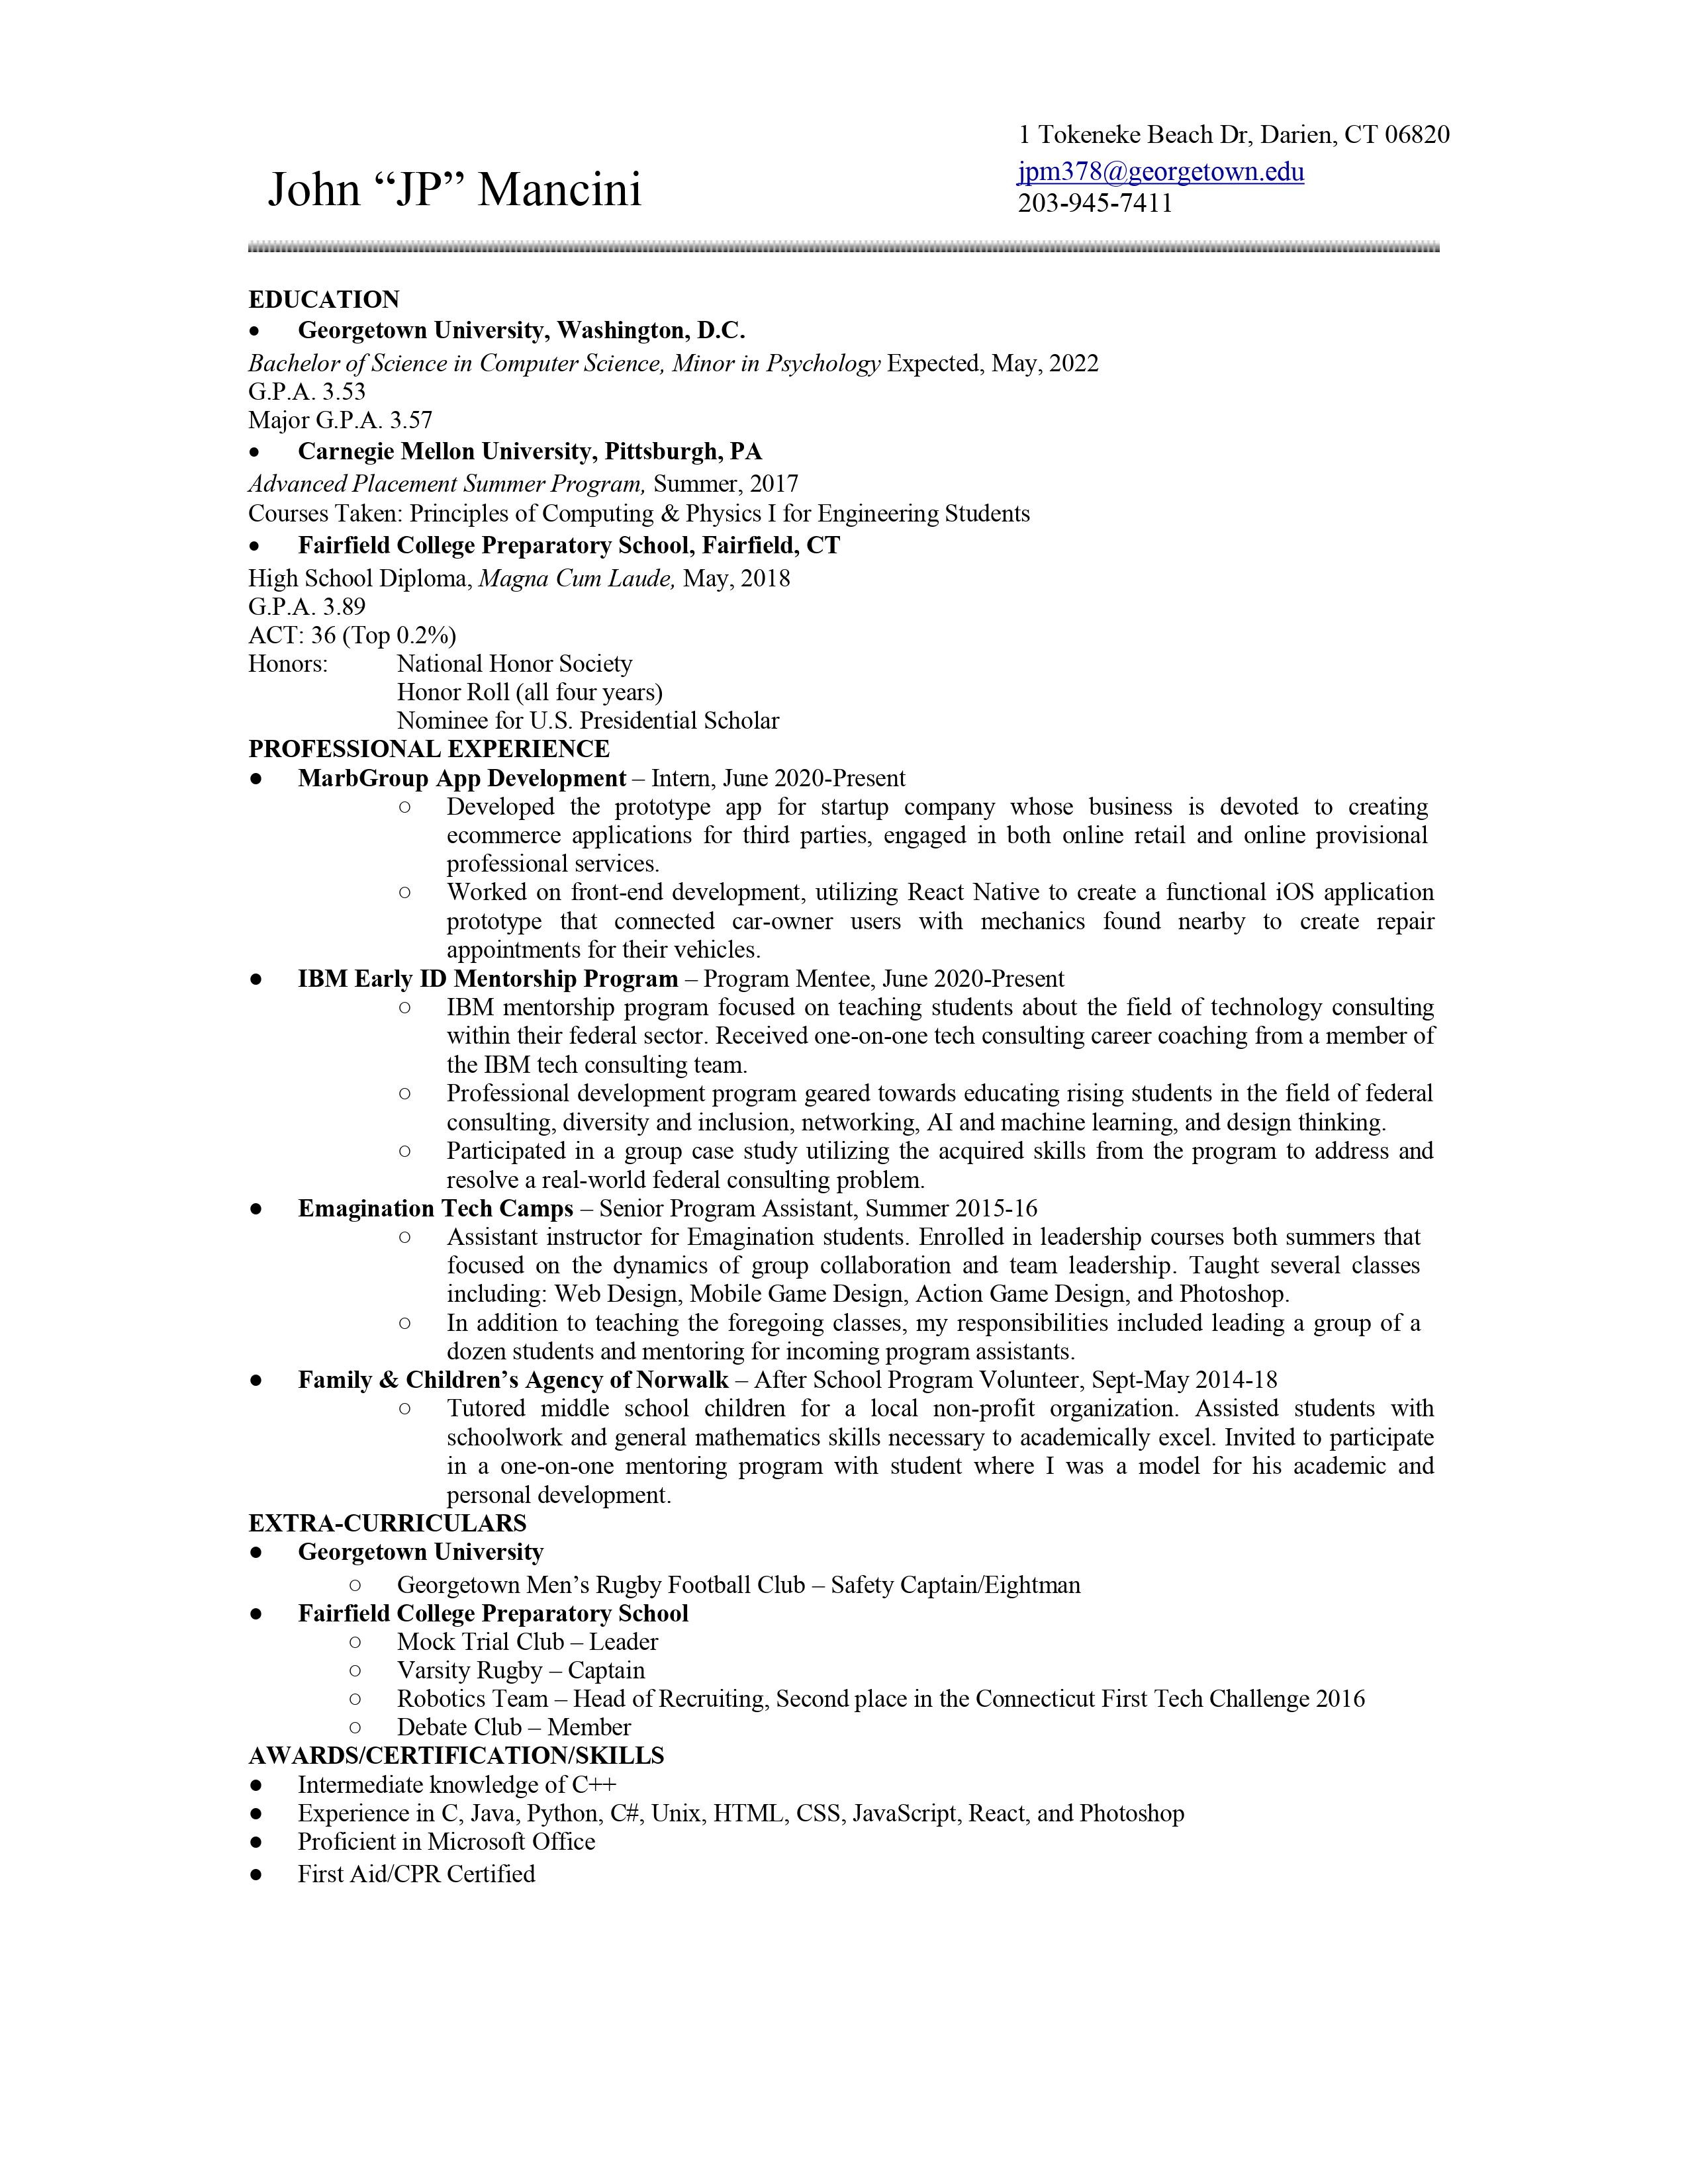 1 Tokeneke Beach Dr, Darien, CT 06820
jpm378@georgetown.edu
John “JP” Mancini
203-945-7411
EDUCATION
• Georgetown University, Washington, D.C.
Bachelor of Science in Computer Science, Minor in Psychology Expected, May, 2022
G.P.A. 3.53
Major G.P.A. 3.57
• Carnegie Mellon University, Pittsburgh, PA
Advanced Placement Summer Program, Summer, 2017
Courses Taken: Principles of Computing & Physics I for Engineering Students
• Fairfield College Preparatory School, Fairfield, CT
High School Diploma, Magna Cum Laude, May, 2018
G.P.A. 3.89
ACT: 36 (Top 0.2%)
Honors: National Honor Society
Honor Roll (all four years)
Nominee for U.S. Presidential Scholar
PROFESSIONAL EXPERIENCE
● MarbGroup App Development – Intern, June 2020-Present
○ Developed the prototype app for startup company whose business is devoted to creating
ecommerce applications for third parties, engaged in both online retail and online provisional
professional services.
○ Worked on front-end development, utilizing React Native to create a functional iOS application
prototype that connected car-owner users with mechanics found nearby to create repair
appointments for their vehicles.
● IBM Early ID Mentorship Program – Program Mentee, June 2020-Present
○ IBM mentorship program focused on teaching students about the field of technology consulting
within their federal sector. Received one-on-one tech consulting career coaching from a member of
the IBM tech consulting team.
○ Professional development program geared towards educating rising students in the field of federal
consulting, diversity and inclusion, networking, AI and machine learning, and design thinking.
○ Participated in a group case study utilizing the acquired skills from the program to address and
resolve a real-world federal consulting problem.
● Emagination Tech Camps – Senior Program Assistant, Summer 2015-16
○ Assistant instructor for Emagination students. Enrolled in leadership courses both summers that
focused on the dynamics of group collaboration and team leadership. Taught several classes
including: Web Design, Mobile Game Design, Action Game Design, and Photoshop.
○ In addition to teaching the foregoing classes, my responsibilities included leading a group of a
dozen students and mentoring for incoming program assistants.
● Family & Children’s Agency of Norwalk – After School Program Volunteer, Sept-May 2014-18
○ Tutored middle school children for a local non-profit organization. Assisted students with
schoolwork and general mathematics skills necessary to academically excel. Invited to participate
in a one-on-one mentoring program with student where I was a model for his academic and
personal development.
EXTRA-CURRICULARS
● Georgetown University
○ Georgetown Men’s Rugby Football Club – Safety Captain/Eightman
● Fairfield College Preparatory School
○ Mock Trial Club – Leader
○ Varsity Rugby – Captain
○ Robotics Team – Head of Recruiting, Second place in the Connecticut First Tech Challenge 2016
○ Debate Club – Member
AWARDS/CERTIFICATION/SKILLS
● Intermediate knowledge of C++
● Experience in C, Java, Python, C#, Unix, HTML, CSS, JavaScript, React, and Photoshop
● Proficient in Microsoft Office
● First Aid/CPR Certified